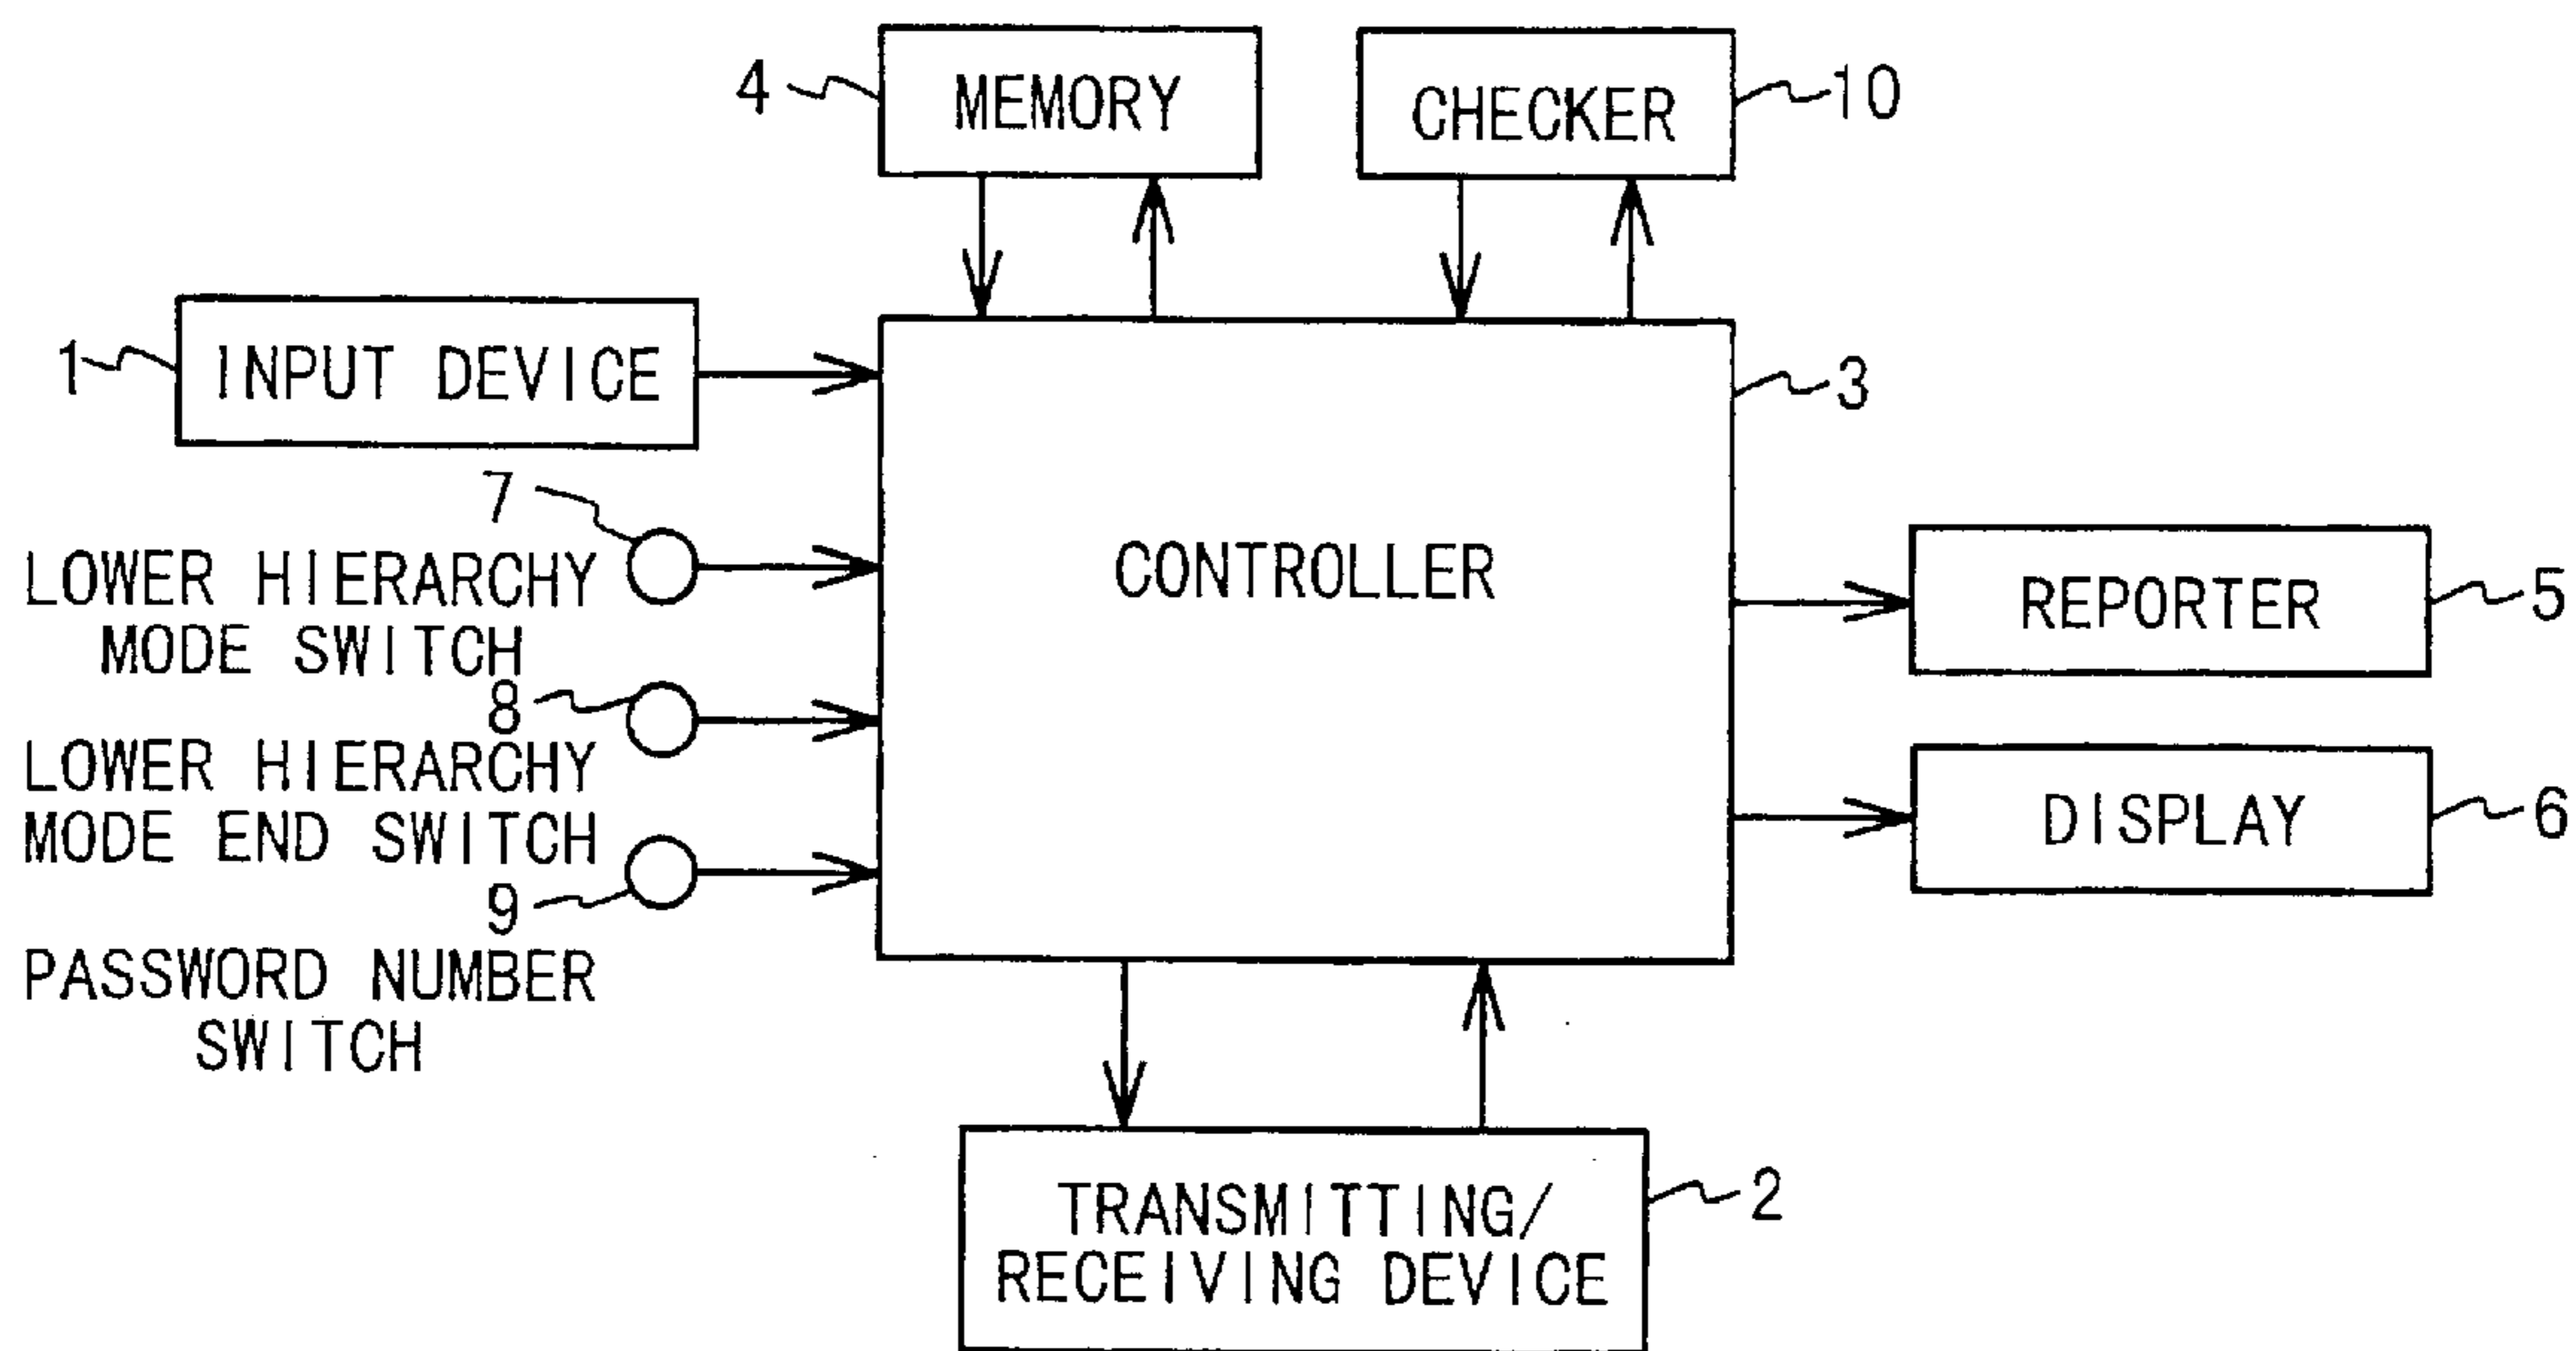 4
MEMORY
CHECKER
10
1
INPUT DEVICE
3
7
LOWER HIERARCHY
MODE SWITCH
CONTROLLER
REPORTER
5
8
LOWER HIERARCHY
MODE END SWITCH
DISPLAY
6
9
PASSWORD NUMBER
SWITCH
TRANSMITTING/
RECEIVING DEVICE
2